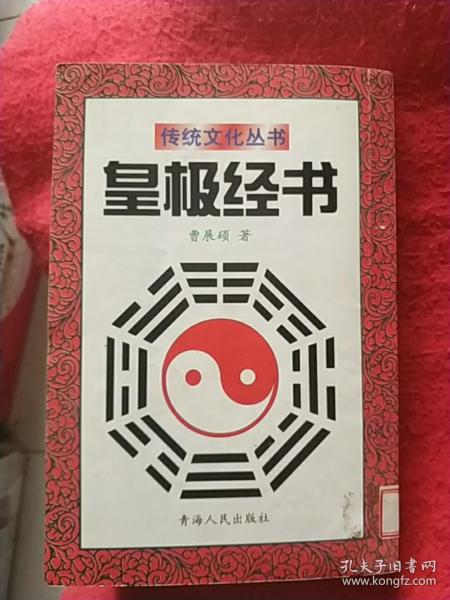 传统文化丛书
皇极经书
曹展硕 著
青海人民出版社
孔夫子旧书网
www.kongfz.com